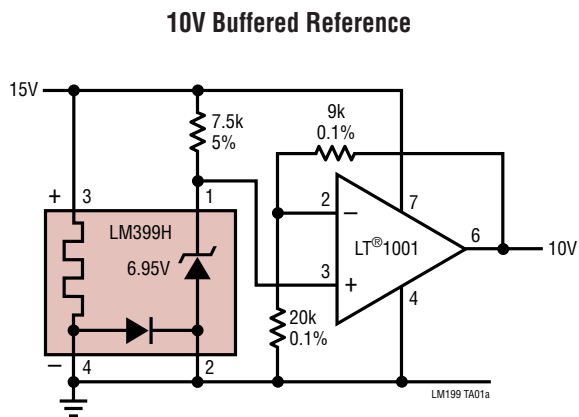 10V Buffered Reference
15V
7.5k
5%
9k
0.1%
+
3
1
2
−
7
LM399H
6.95V
LT®1001
6
10V
3
+
4
20k
0.1%
−
4
2
LM199 TA01a